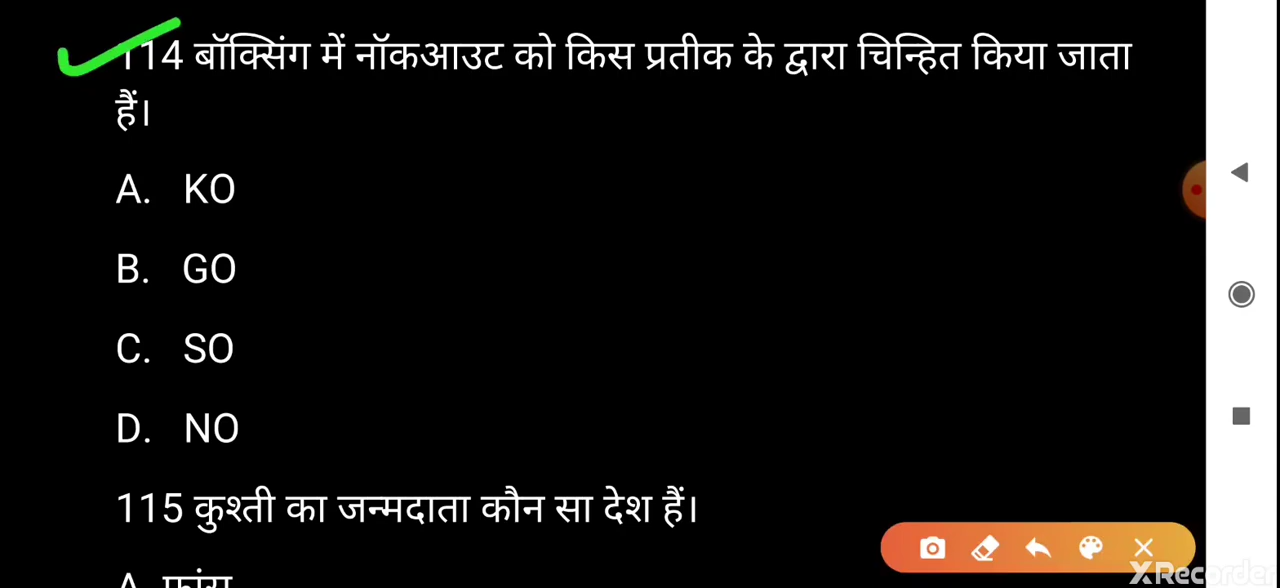 114 बॉक्सिंग में नॉकआउट को किस प्रतीक के द्वारा चिन्हित किया जाता
हैं।
A. KO
B. GO
C. SO
D. NO
115 कुश्ती का जन्मदाता कौन सा देश हैं।
A फ्रांस
XRecorder